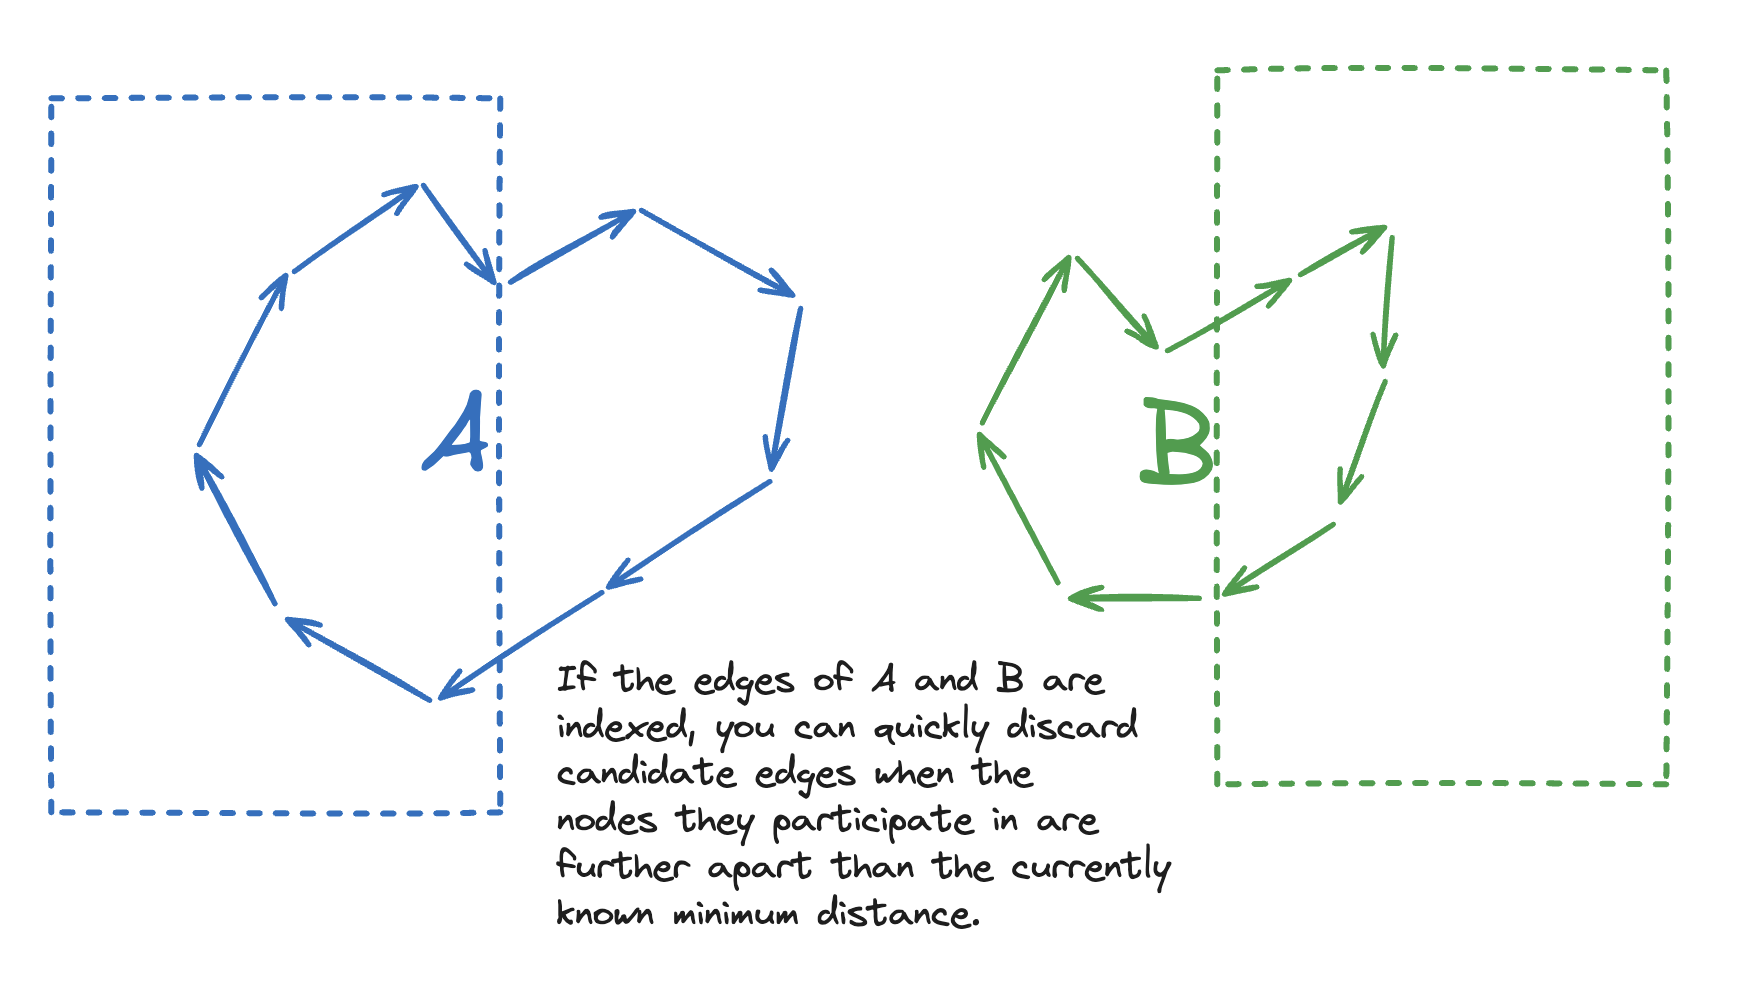 A
B
If the edges of A and B are
indexed, you can quickly discard
candidate edges when the
nodes they participate in are
further apart than the currently
known minimum distance.